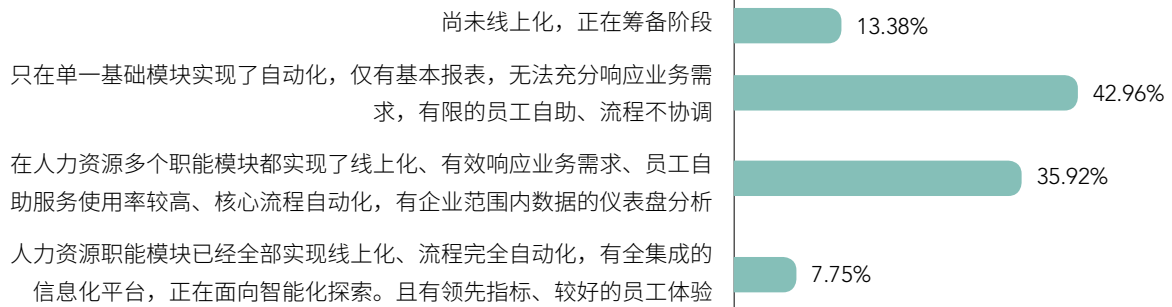 尚未线上化，正在筹备阶段
13.38%
只在单一基础模块实现了自动化，仅有基本报表，无法充分响应业务需
求，有限的员工自助、流程不协调
42.96%
在人力资源多个职能模块都实现了线上化、有效响应业务需求、员工自
助服务使用率较高、核心流程自动化，有企业范围内数据的仪表盘分析
35.92%
人力资源职能模块已经全部实现线上化、流程完全自动化，有全集成的
信息化平台，正在面向智能化探索。且有领先指标、较好的员工体验
7.75%